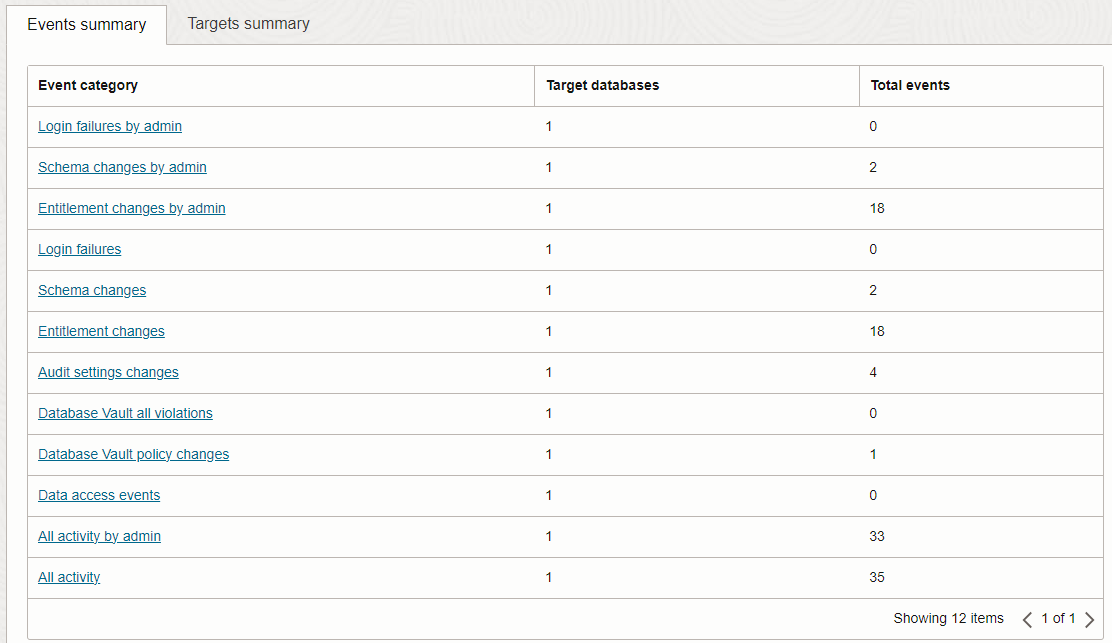 Events summary Targets summary
Event category Target databases Total events
Login failures by admin 1 0
Schema changes by admin 1 2
Entitlement changes by admin 1 18
Login failures 1 0
Schema changes 1 2
Entitlement changes 1 18
Audit settings changes 1 4
Database Vault all violations 1 0
Database Vault policy changes 1 1
Data access events 1 0
All activity by admin 1 33
All activity 1 35
Showing 12 items 1 of 1